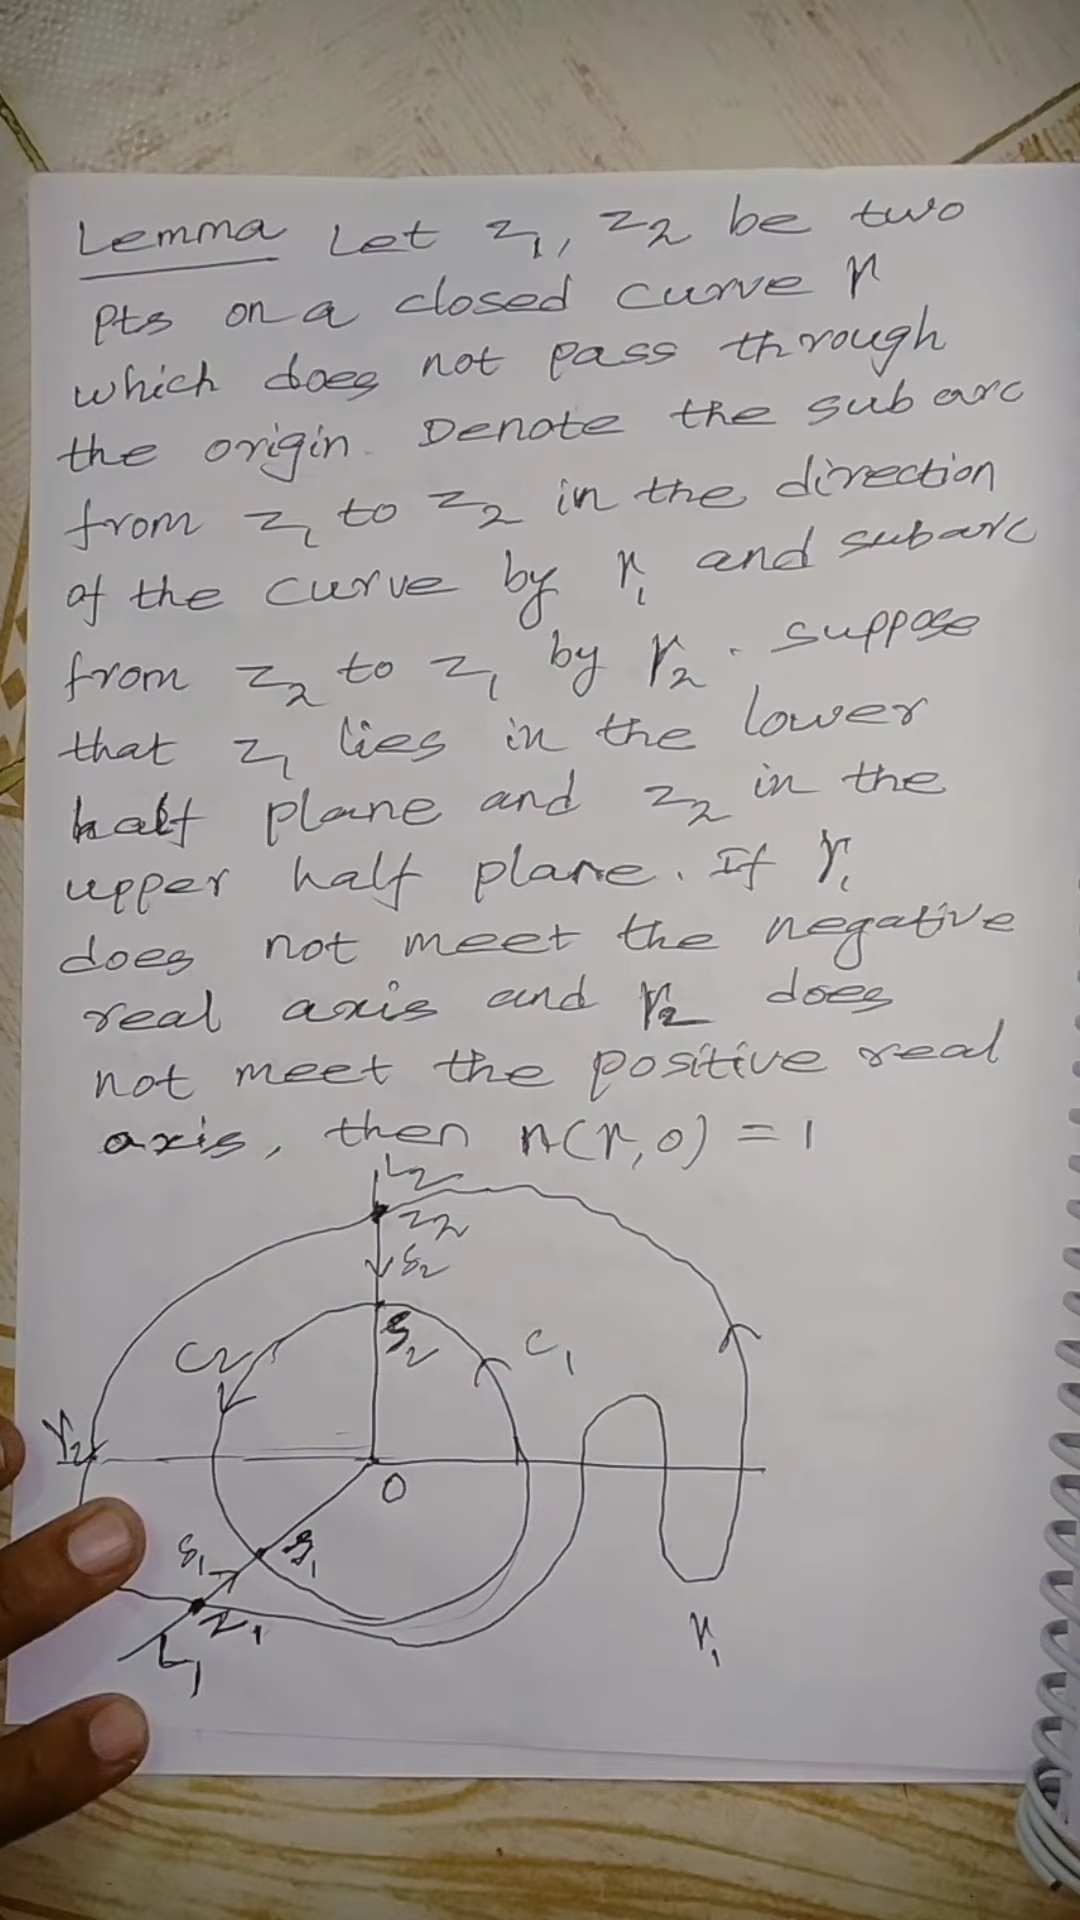 Lemma Let z₁, z₂ be two
pts on a closed curve γ
which does not pass through
the origin. Denote the sub arc
from z₁ to z₂ in the direction
of the curve by γ₁ and subarc
from z₂ to z₁ by γ₂. suppose
that z₁ lies in the lower
half plane and z₂ in the
upper half plane. If γ₁
does not meet the negative
real axis and γ₂ does
not meet the positive real
axis, then n(γ,0) = 1
L₂
z₂
δ₂
ξ₂
C₂
C₁
γ₂
O
δ₁
ξ₁
z₁
L₁
γ₁